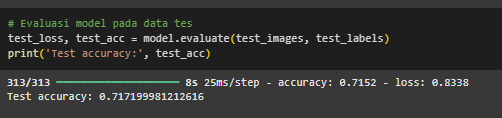 # Evaluasi model pada data tes
test_loss, test_acc = model.evaluate(test_images, test_labels)
print('Test accuracy:', test_acc)
313/313 ━━━━━━━━━━━━━━━━━━━━ 8s 25ms/step - accuracy: 0.7152 - loss: 0.8338
Test accuracy: 0.717199981212616